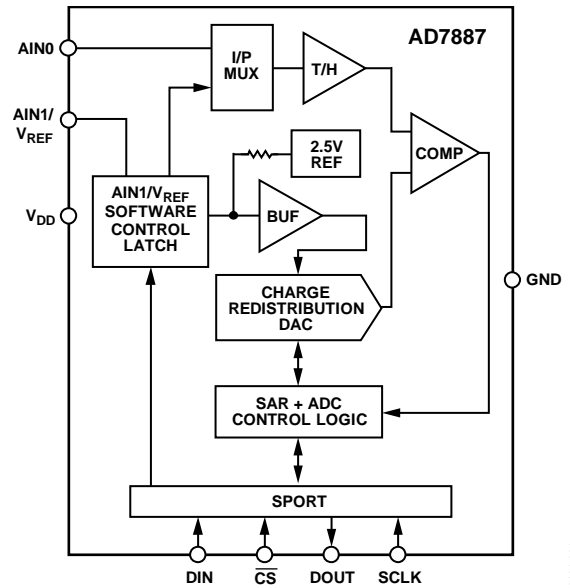 AD7887
AIN0
I/P
MUX
T/H
AIN1/
VREF
2.5V
REF
COMP
AIN1/VREF
SOFTWARE
CONTROL
LATCH
VDD
BUF
GND
CHARGE
REDISTRIBUTION
DAC
SAR + ADC
CONTROL LOGIC
SPORT
DIN
CS
DOUT
SCLK